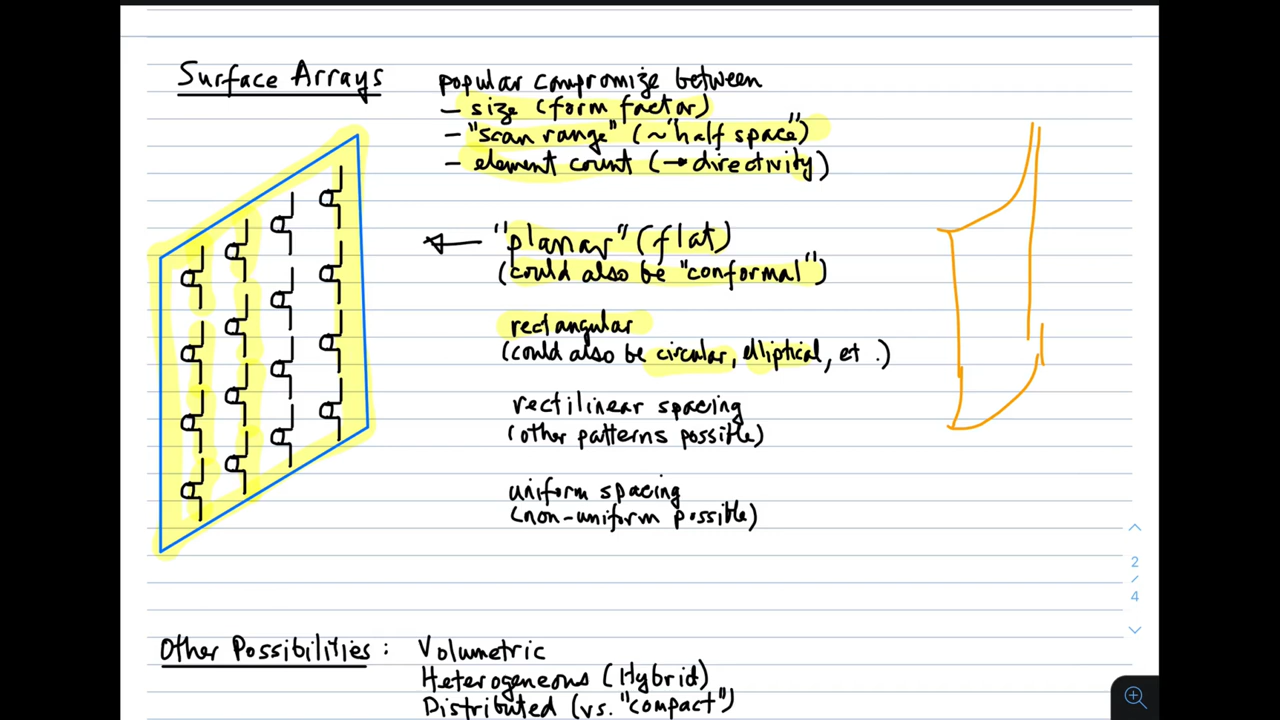 Surface Arrays
popular compromize between
- size (form factor)
- "scan range" (~"half space")
- element count (→directivity)
"planar" (flat)
(could also be "conformal")
rectangular
(could also be circular, elliptical, et .)
rectilinear spacing
(other patterns possible)
uniform spacing
(non-uniform possible)
2
/
4
Other Possibilities: Volumetric
Heterogeneous (Hybrid)
Distributed (vs. "compact")